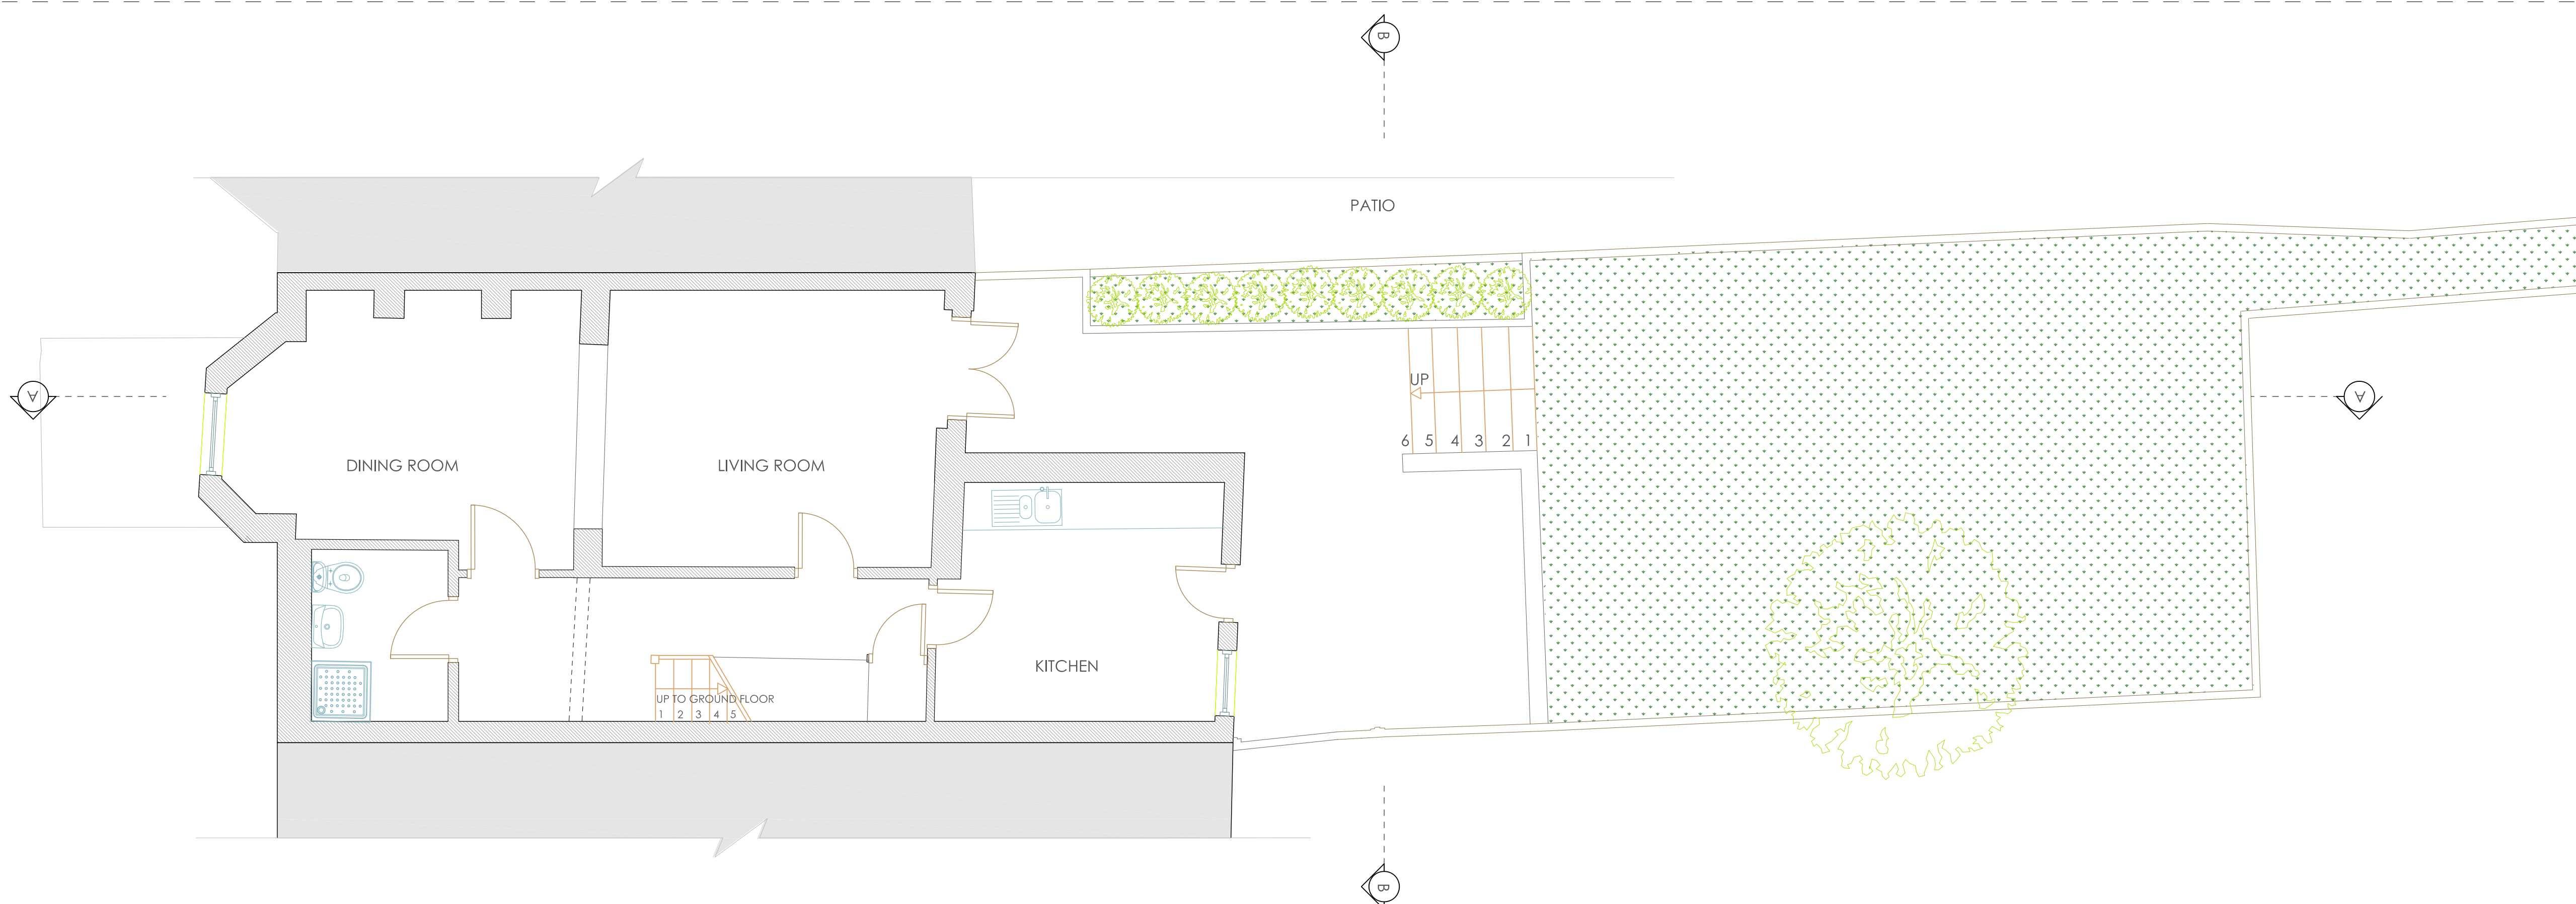 B
PATIO
A
A
UP
6 5 4 3 2 1
DINING ROOM
LIVING ROOM
KITCHEN
UP TO GROUND FLOOR
1 2 3 4 5
B